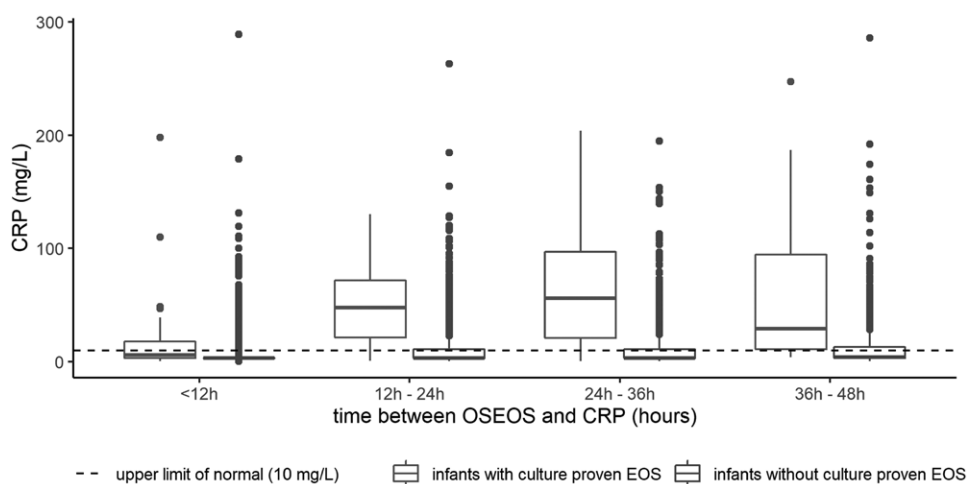 300
200
100
0
CRP (mg/L)
<12h
12h - 24h
24h - 36h
36h - 48h
time between OSEOS and CRP (hours)
upper limit of normal (10 mg/L)
infants with culture proven EOS
infants without culture proven EOS